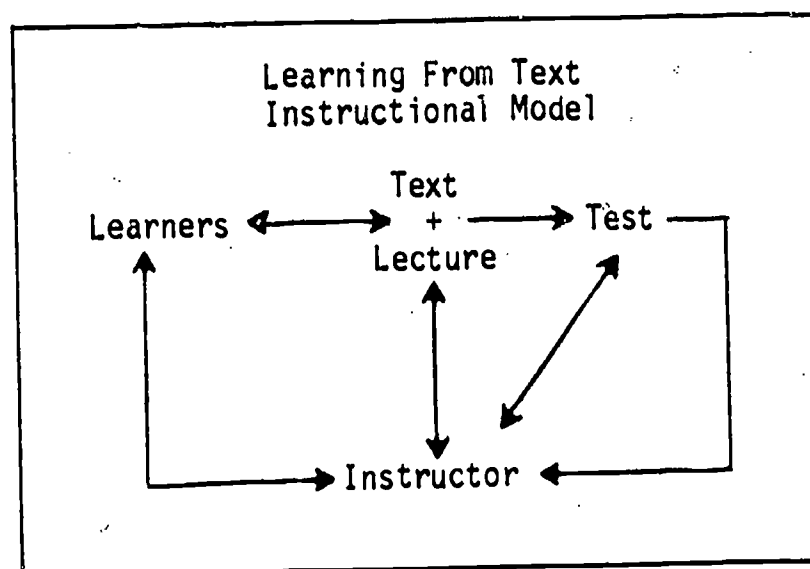 Learning From Text
Instructional Model
Text
Learners + Test
Lecture
Instructor